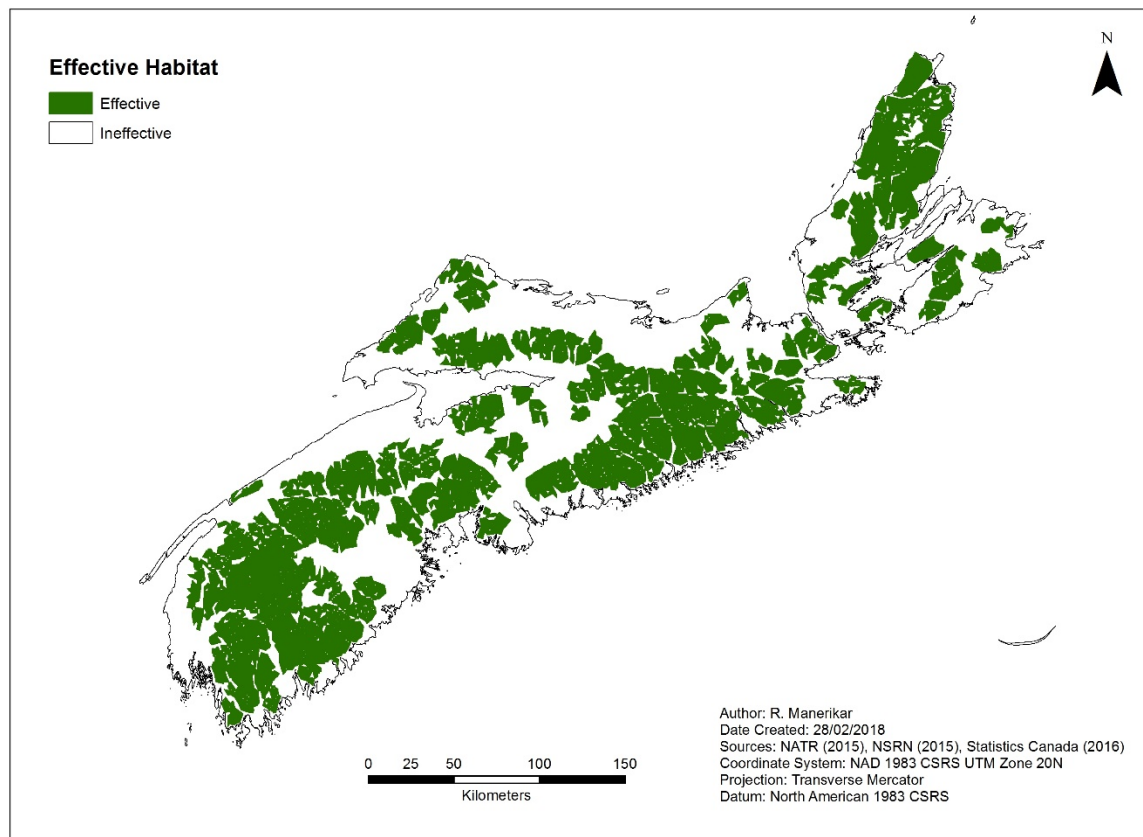 Effective Habitat
Effective
Ineffective
N
0 25 50 100 150
Kilometers
Author: R. Manerikar
Date Created: 28/02/2018
Sources: NATR (2015), NSRN (2015), Statistics Canada (2016)
Coordinate System: NAD 1983 CSRS UTM Zone 20N
Projection: Transverse Mercator
Datum: North American 1983 CSRS